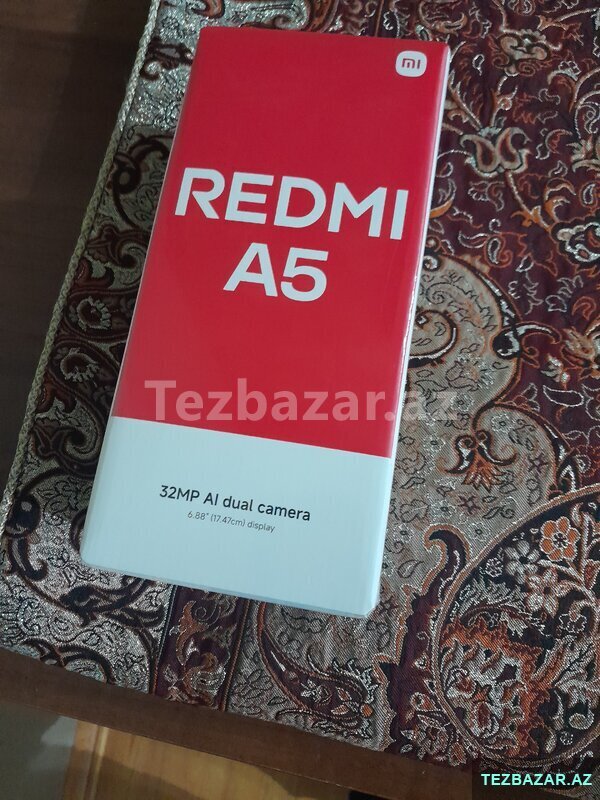 mi
REDMI
A5
Tezbazar.az
32MP AI dual camera
6.88" (17.47cm) display
TEZBAZAR.AZ